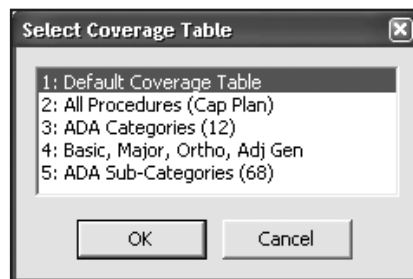 Select Coverage Table
1: Default Coverage Table
2: All Procedures (Cap Plan)
3: ADA Categories (12)
4: Basic, Major, Ortho, Adj Gen
5: ADA Sub-Categories (68)
OK
Cancel